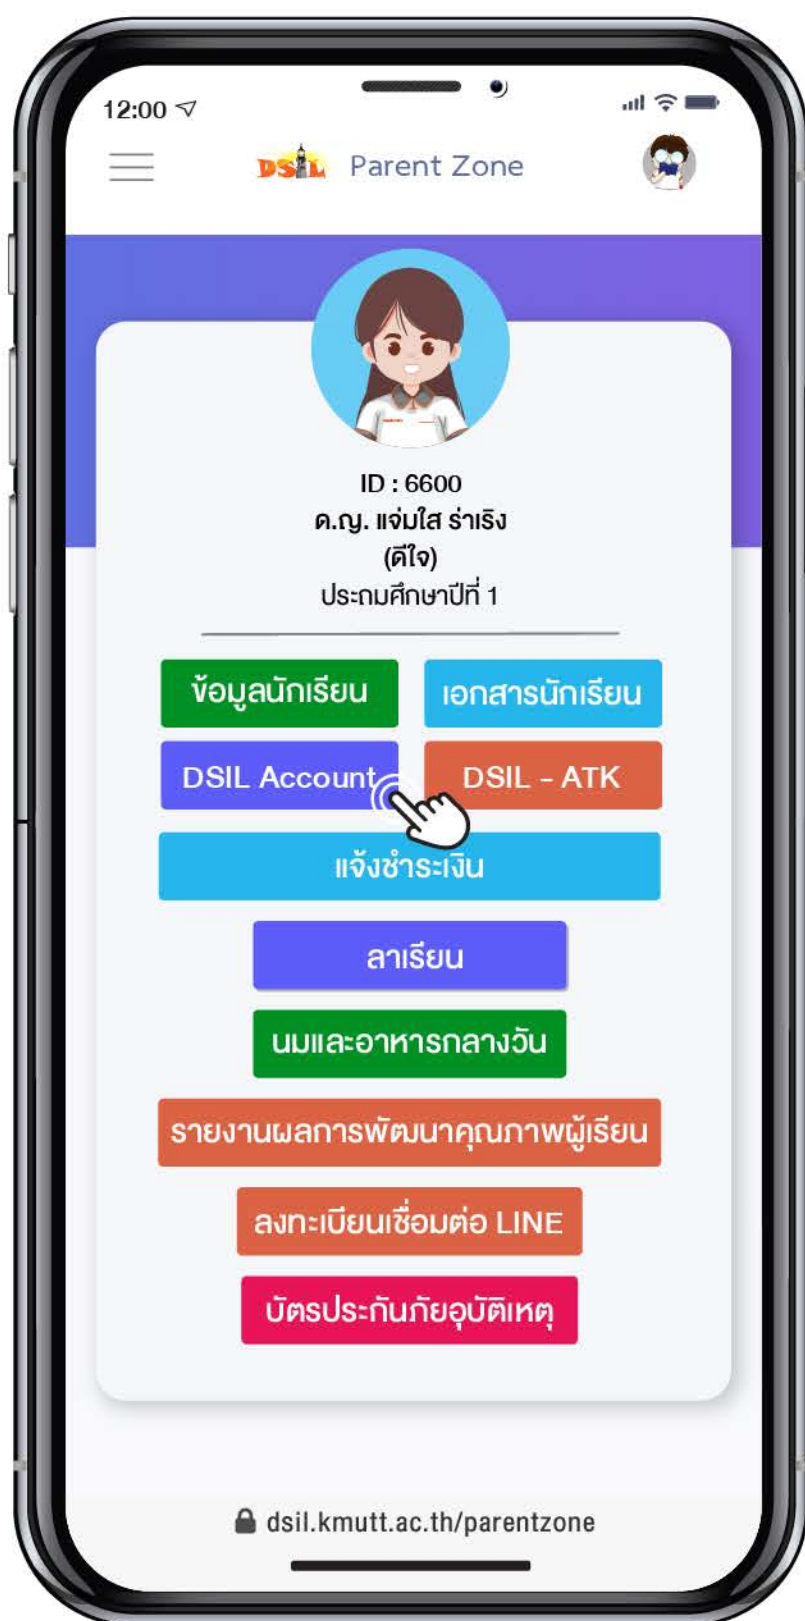 12:00
DSIL Parent Zone
ID : 6600
ด.ญ. แจ่มใส ร่าเริง
(ดีใจ)
ประถมศึกษาปีที่ 1
ข้อมูลนักเรียน เอกสารนักเรียน
DSIL Account DSIL - ATK
แจ้งชำระเงิน
ลาเรียน
นมและอาหารกลางวัน
รายงานผลการพัฒนาคุณภาพผู้เรียน
ลงทะเบียนเชื่อมต่อ LINE
บัตรประกันภัยอุบัติเหตุ
dsil.kmutt.ac.th/parentzone